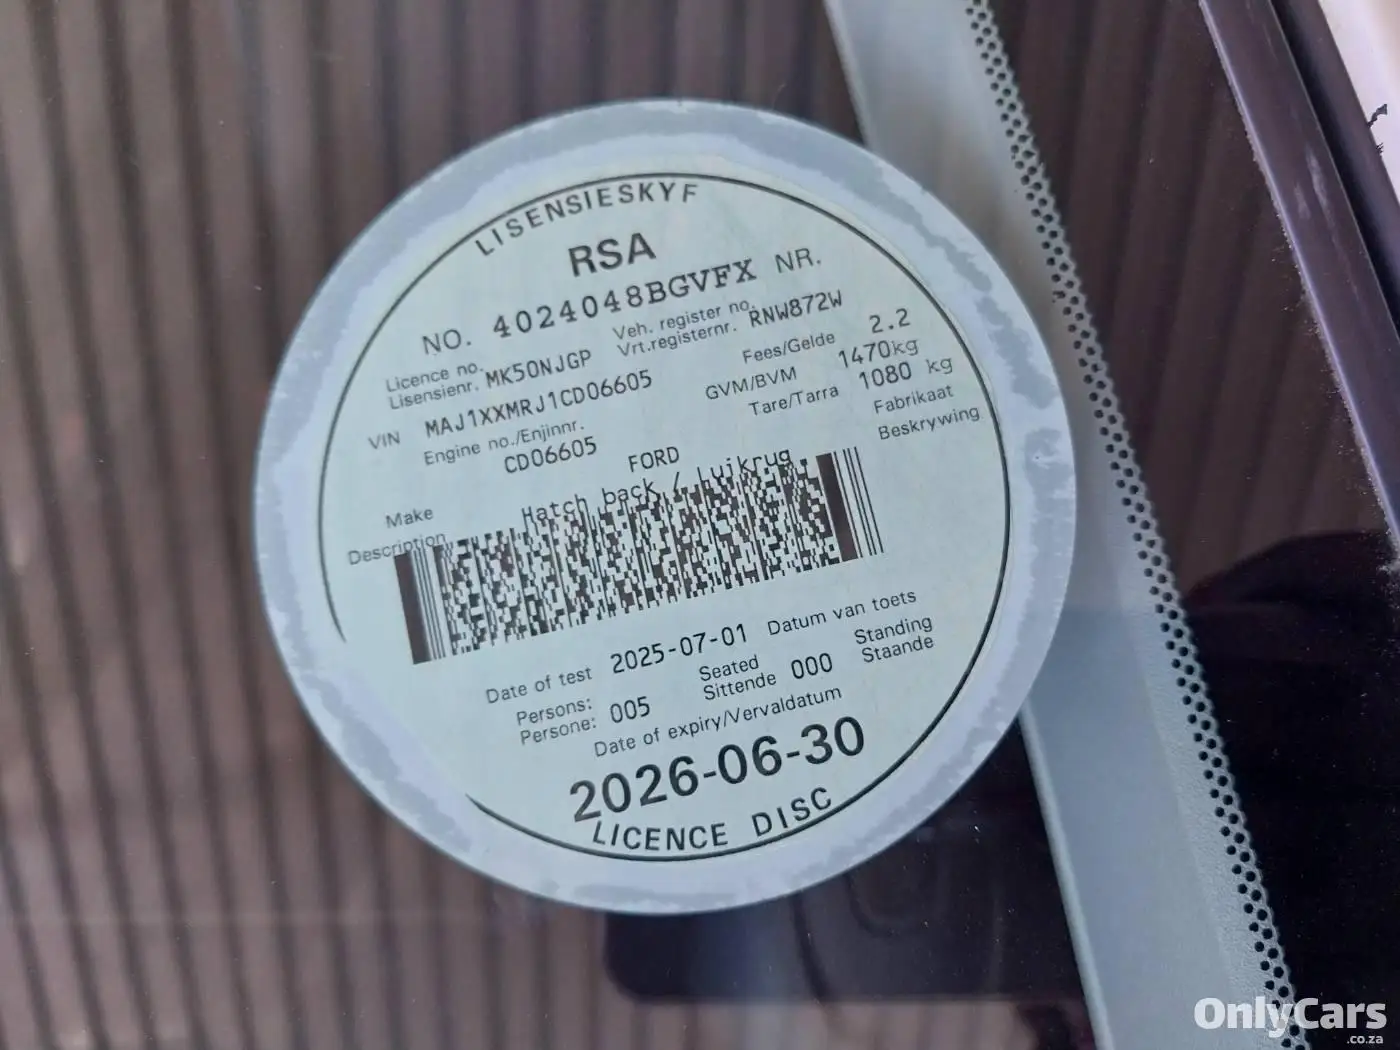 LISENSIESKYF
RSA
NO. 4024048BGVFX NR.
Licence no. Veh. register no.
Lisensienr. MK50NJGP Vrt.registernr. RNW872W
VIN MAJ1XXMRJ1CD06605 Fees/Gelde 2.2
Engine no./Enjinnr. GVM/BVM 1470kg
CD06605 Tare/Tarra 1080 kg
Make FORD Fabrikaat
Description Hatch back / Luikrug Beskrywing
Date of test 2025-07-01 Datum van toets
Persons: Seated Standing
Persone: 005 Sittende 000 Staande
Date of expiry/Vervaldatum
2026-06-30
LICENCE DISC
OnlyCars
.co.za